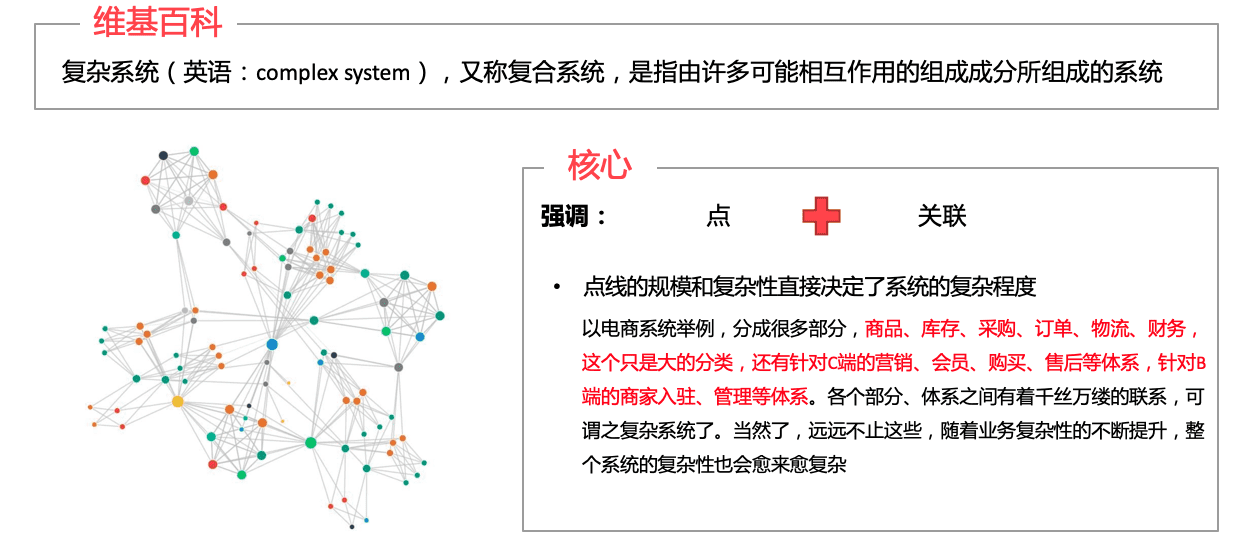 维基百科
复杂系统（英语：complex system），又称复合系统，是指由许多可能相互作用的组成成分所组成的系统
核心
强调： 点 关联
• 点线的规模和复杂性直接决定了系统的复杂程度
以电商系统举例，分成很多部分，商品、库存、采购、订单、物流、财务，
这个只是大的分类，还有针对C端的营销、会员、购买、售后等体系，针对B
端的商家入驻、管理等体系。各个部分、体系之间有着千丝万缕的联系，可
谓之复杂系统了。当然了，远远不止这些，随着业务复杂性的不断提升，整
个系统的复杂性也会愈来愈复杂